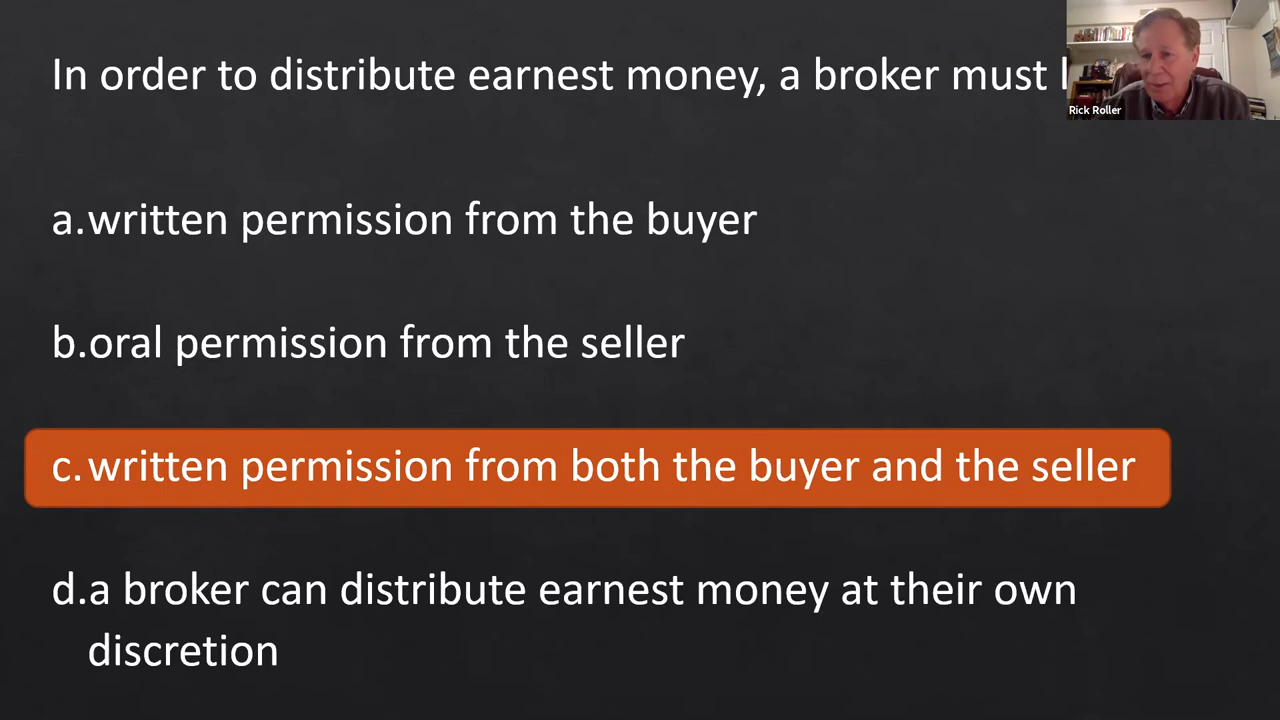 In order to distribute earnest money, a broker must
Rick Roller
a. written permission from the buyer
b. oral permission from the seller
c. written permission from both the buyer and the seller
d. a broker can distribute earnest money at their own
discretion